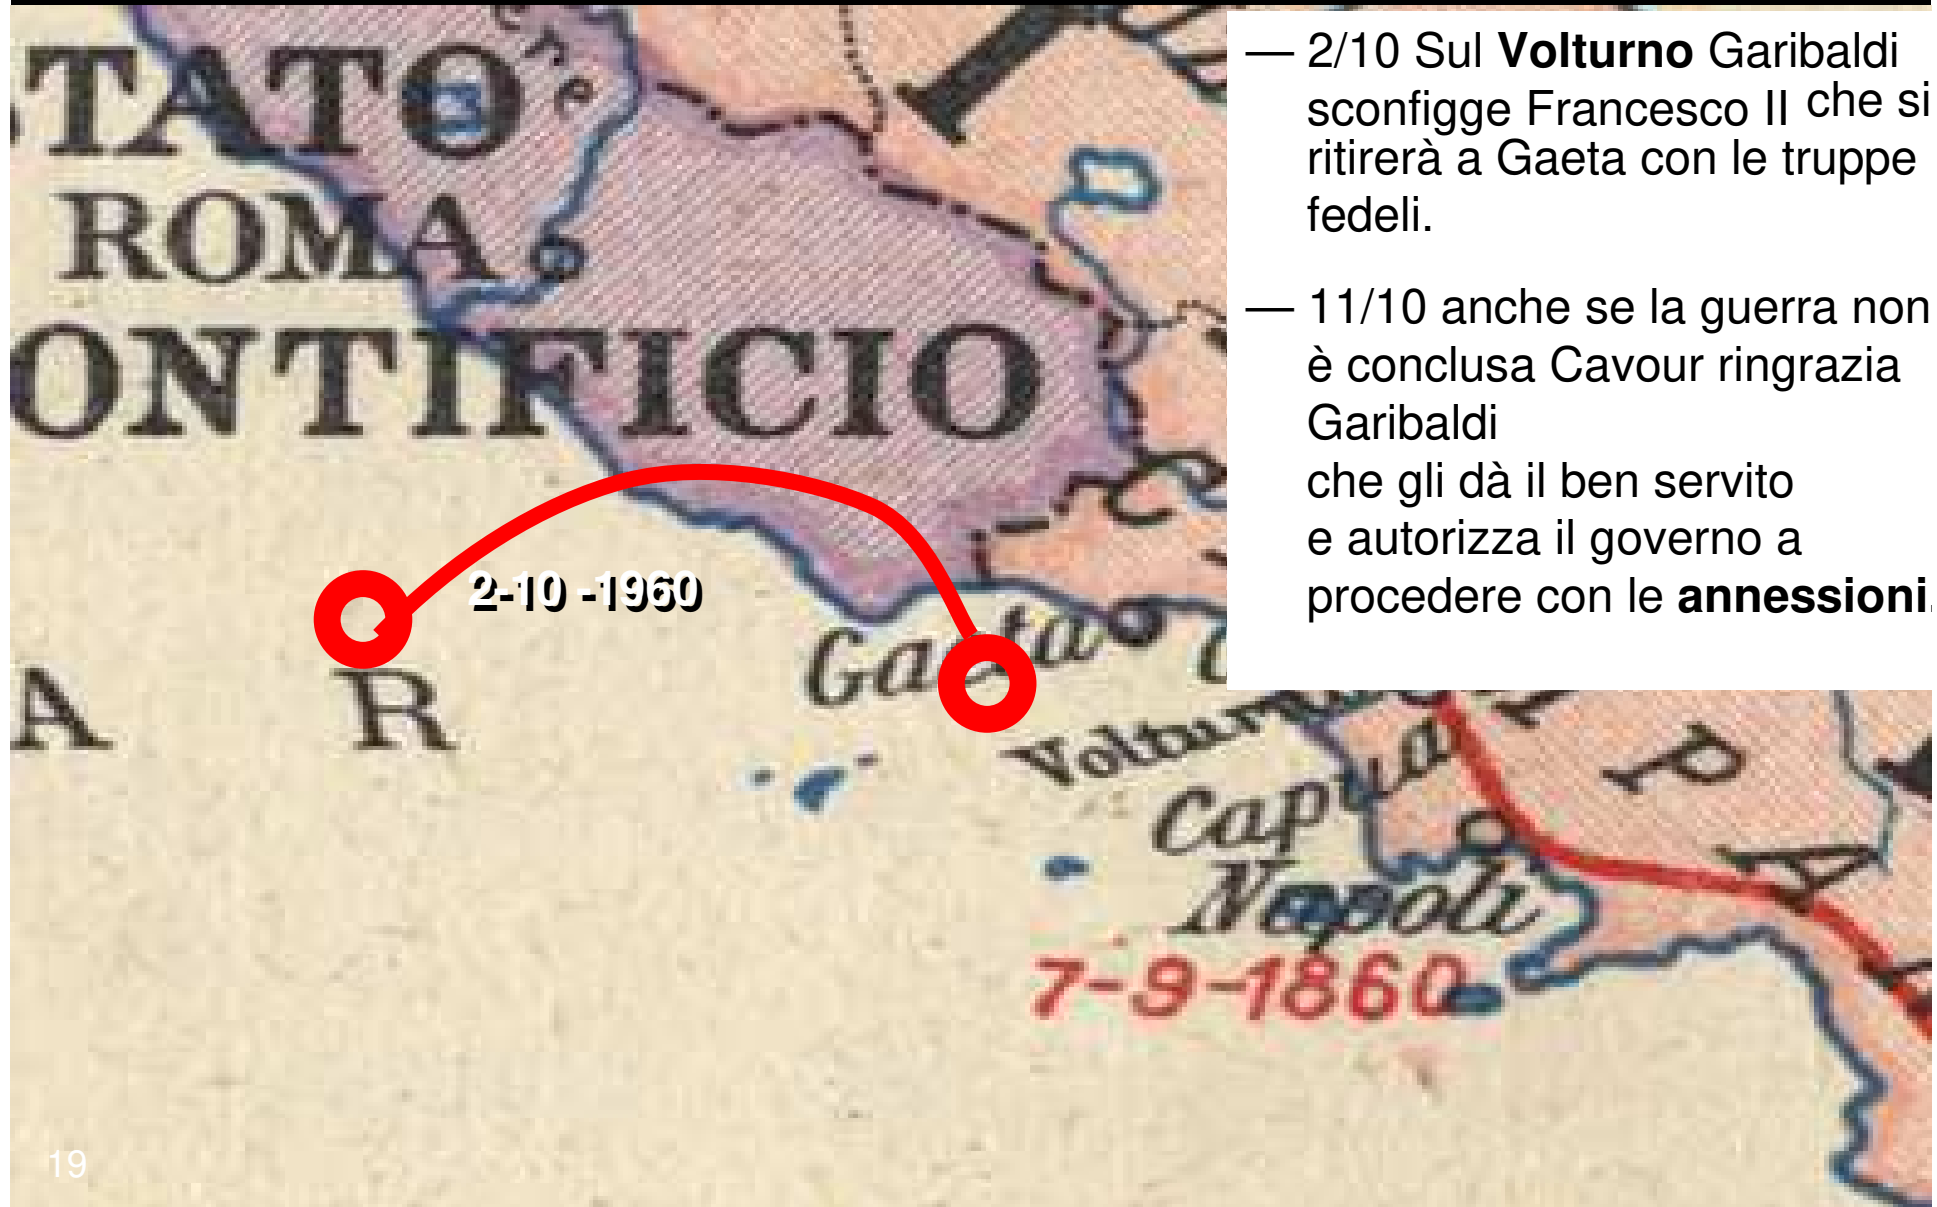 — 2/10 Sul Volturno Garibaldi
sconfigge Francesco II che si
ritirerà a Gaeta con le truppe
fedeli.
— 11/10 anche se la guerra non
è conclusa Cavour ringrazia
Garibaldi
che gli dà il ben servito
e autorizza il governo a
procedere con le annessioni.
STATO
ROMA
ONTIFICIO
2-10 -1960
Gaeta
A R
Volturno
Capua
Napoli
7-9-1860
P
A
19